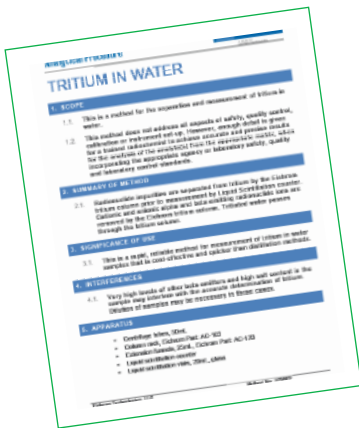 TRITIUM IN WATER
1. SCOPE
1.1. This is a method for the separation and measurement of tritium in
water.
1.2. This method does not address all aspects of safety, quality control,
calibration or instrument set-up. However, enough detail is given
for a trained radiochemist to achieve accurate and precise results
for the analysis of the analyte(s) from the appropriate matrix, when
incorporating the appropriate agency or laboratory safety, quality
and laboratory control standards.
2. SUMMARY OF METHOD
2.1. Radionuclide impurities are separated from tritium by the Eichrom
tritium column prior to measurement by Liquid Scintillation counter.
Cationic and anionic alpha and beta emitting radionuclides are
removed by the Eichrom tritium column. Tritiated water passes
through the tritium column.
3. SIGNIFICANCE OF USE
3.1. This is a rapid, reliable method for measurement of tritium in water
samples that is cost-effective and quicker than distillation methods.
4. INTERFERENCES
4.1. Very high levels of other beta emitters and high salt content in the
sample may interfere with the accurate determination of tritium.
Dilution of samples may be necessary in these cases.
5. APPARATUS
• Centrifuge tubes, 50mL
• Column rack, Eichrom Part: AC-103
• Extension funnels, 25mL, Eichrom Part: AC-120
• Liquid scintillation counter
• Liquid scintillation vials, 20mL,